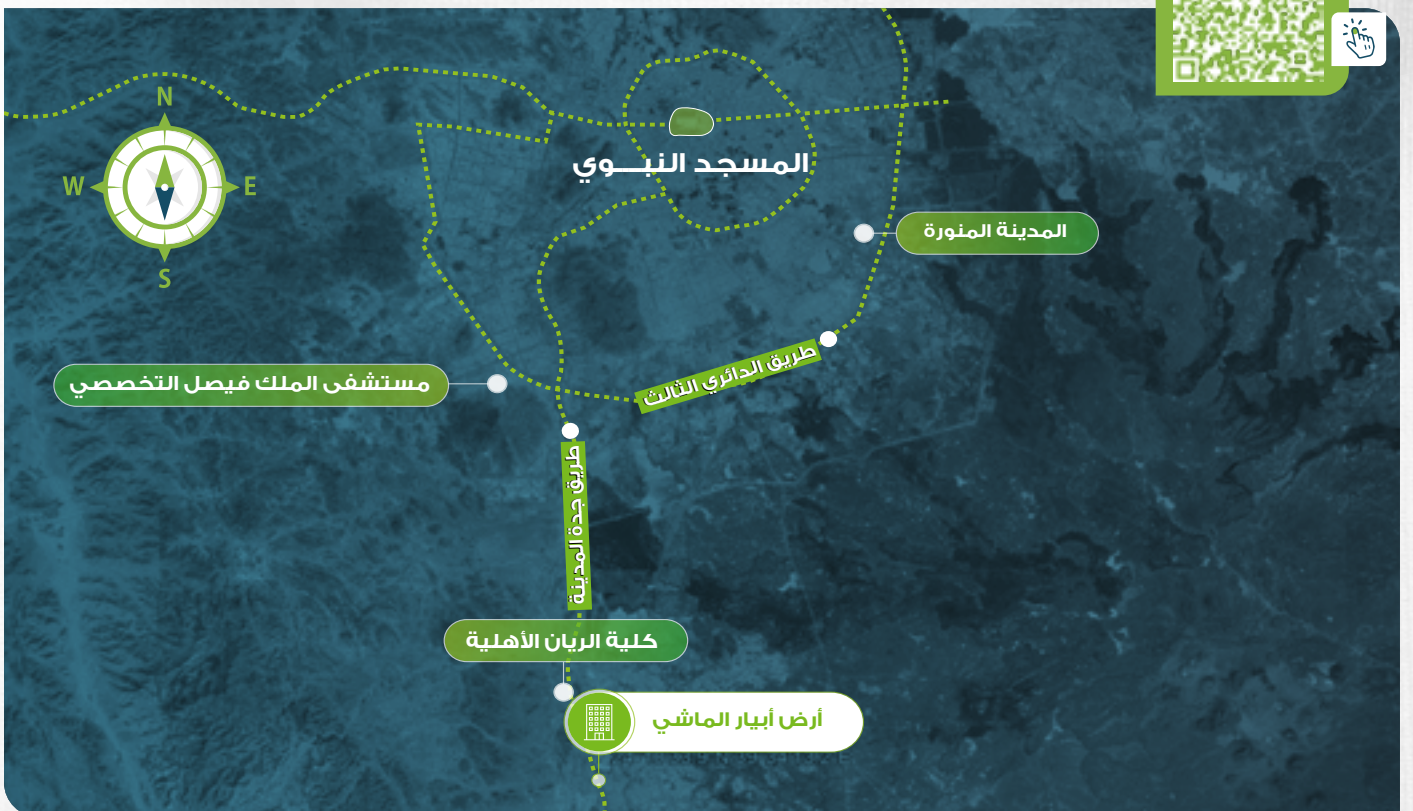 N
W
E
S
المسجد النبـــوي
المدينة المنورة
طريق الدائري الثالث
مستشفى الملك فيصل التخصصي
طريق جدة المدينة
كلية الريان الأهلية
أرض أبيار الماشي